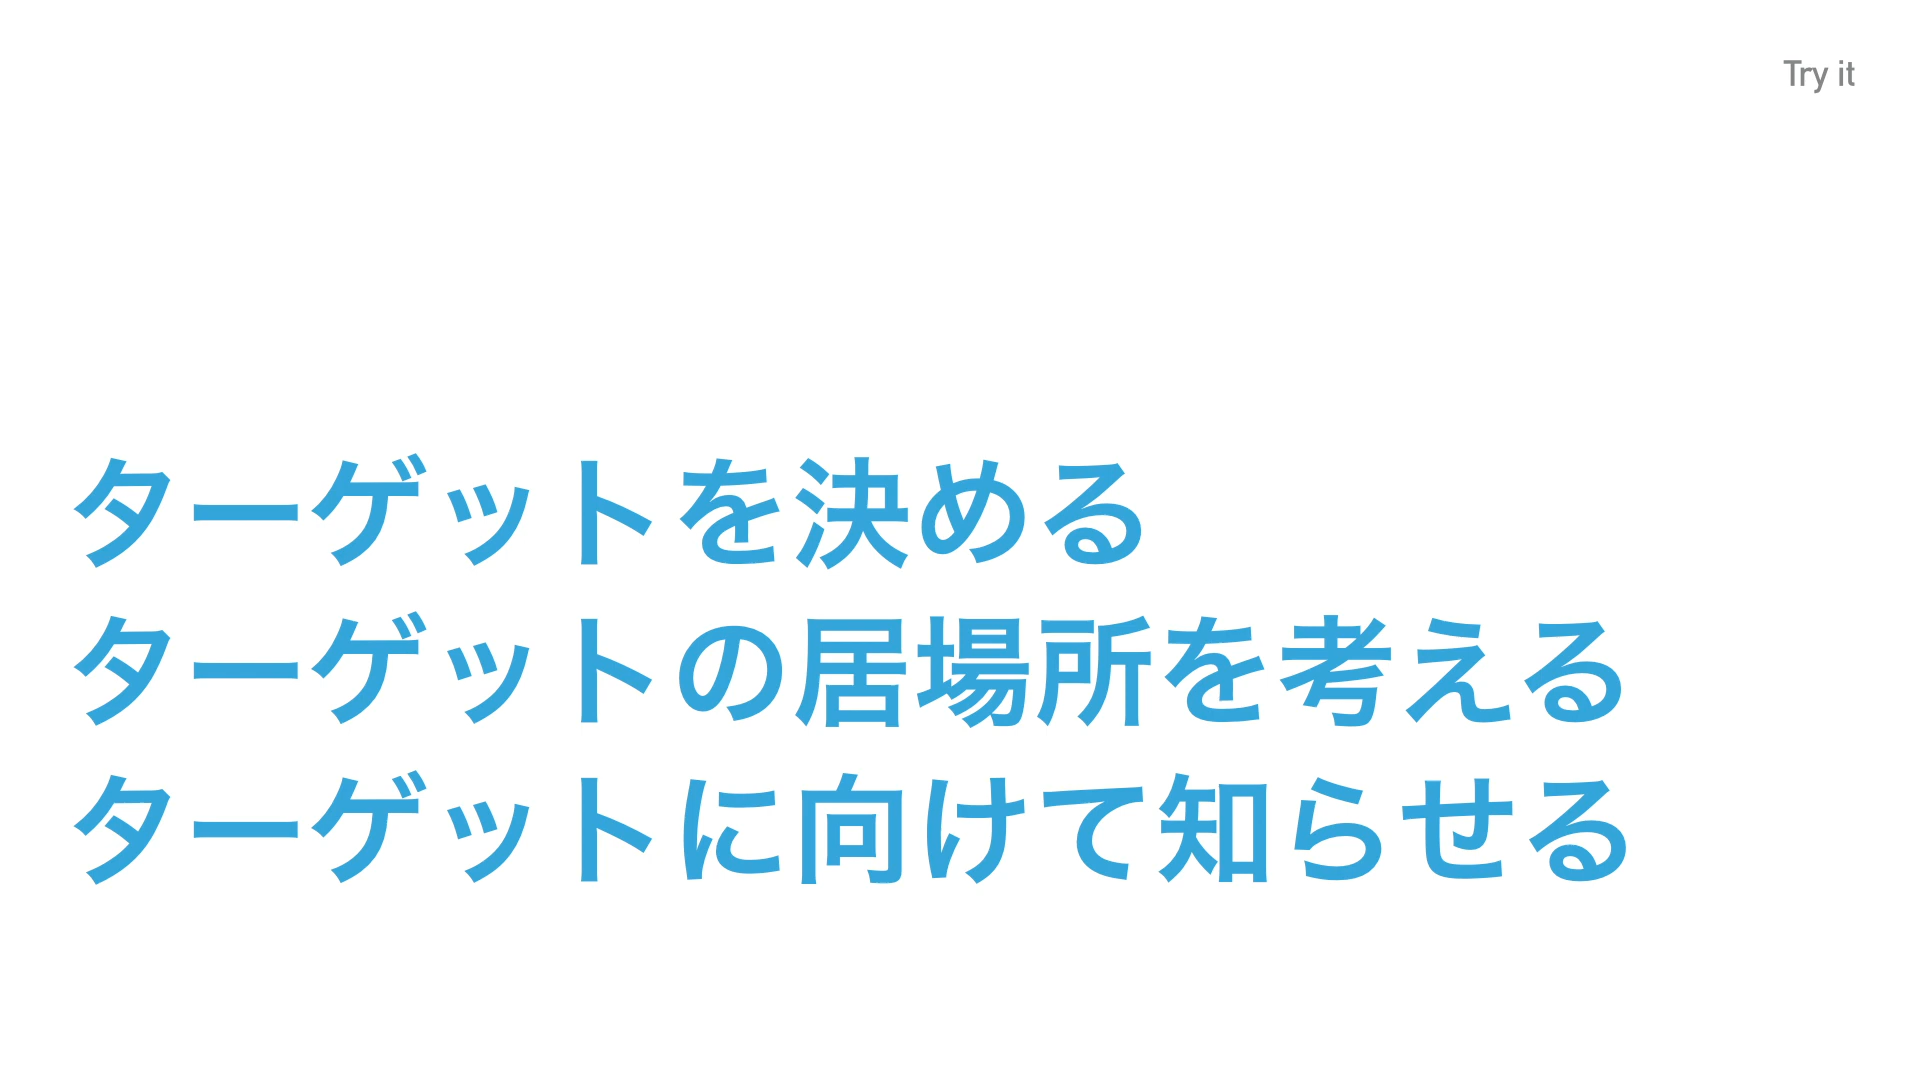 Try it
ターゲットを決める
ターゲットの居場所を考える
ターゲットに向けて知らせる